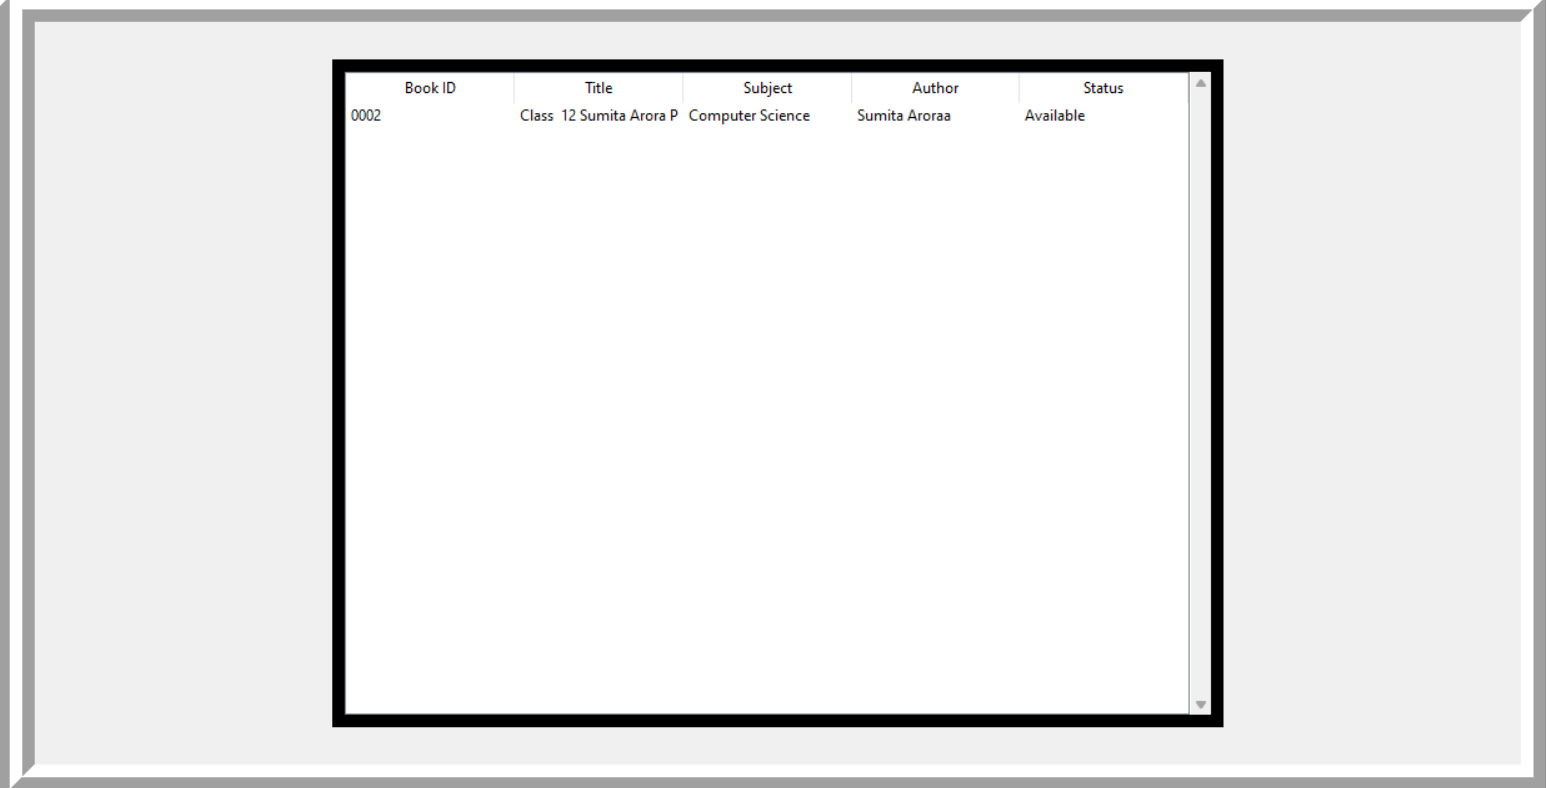 Book ID Title Subject Author Status
0002 Class  12 Sumita Arora P Computer Science Sumita Aroraa Available